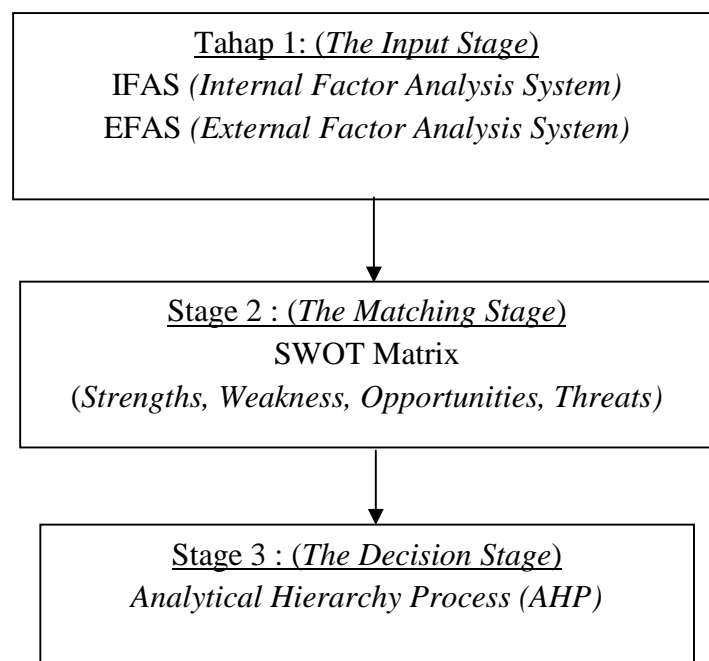 Tahap 1: (The Input Stage)
IFAS (Internal Factor Analysis System)
EFAS (External Factor Analysis System)
Stage 2 : (The Matching Stage)
SWOT Matrix
(Strengths, Weakness, Opportunities, Threats)
Stage 3 : (The Decision Stage)
Analytical Hierarchy Process (AHP)